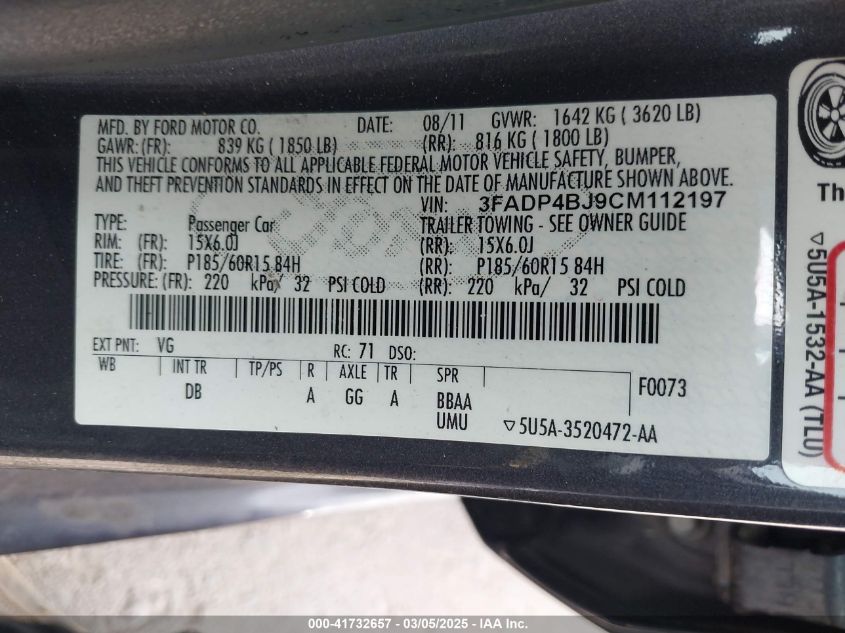 MFD. BY FORD MOTOR CO. DATE: 08/11 GVWR: 1642 KG ( 3620 LB)
GAWR:(FR): 839 KG ( 1850 LB) (RR): 816 KG ( 1800 LB)
THIS VEHICLE CONFORMS TO ALL APPLICABLE FEDERAL MOTOR VEHICLE SAFETY, BUMPER,
AND THEFT PREVENTION STANDARDS IN EFFECT ON THE DATE OF MANUFACTURE SHOWN ABOVE.
VIN: 3FADP4BJ9CM112197
TYPE: Passenger Car TRAILER TOWING - SEE OWNER GUIDE
RIM: (FR): 15X6.0J (RR): 15X6.0J
TIRE: (FR): P185/60R15 84H (RR): P185/60R15 84H
PRESSURE: (FR): 220 kPa/ 32 PSI COLD (RR): 220 kPa/ 32 PSI COLD
EXT PNT: VG RC: 71 DSO:
WB INT TR TP/PS R AXLE TR SPR F0073
DB A GG A BBAA
UMU ▽5U5A-3520472-AA
Th
▽5U5A-1532-AA (TLU)
000-41732657 — 03/05/2025 — IAA Inc.